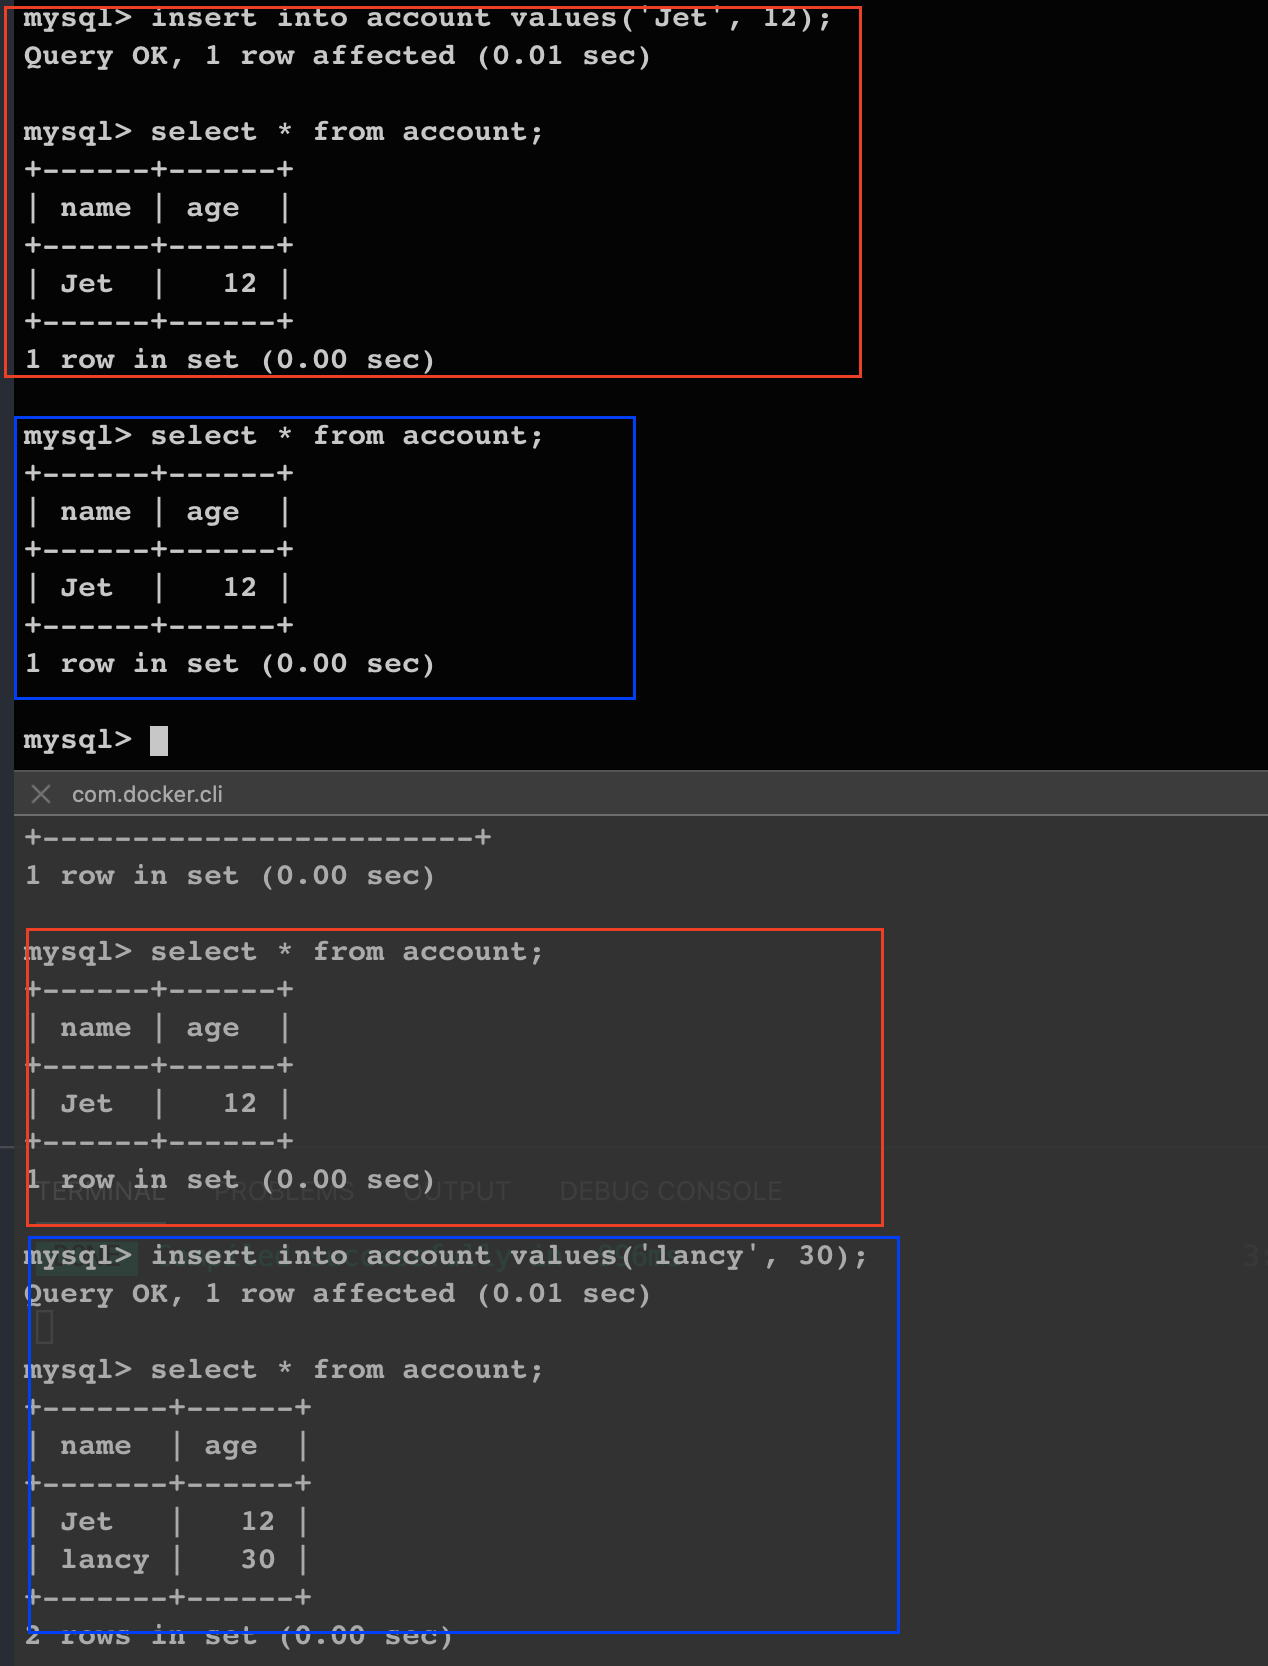 mysql> insert into account values('Jet', 12);
Query OK, 1 row affected (0.01 sec)
mysql> select * from account;
+------+------+
| name | age  |
+------+------+
| Jet  |   12 |
+------+------+
1 row in set (0.00 sec)
mysql> select * from account;
+------+------+
| name | age  |
+------+------+
| Jet  |   12 |
+------+------+
1 row in set (0.00 sec)
mysql>
com.docker.cli
+------------------------+
1 row in set (0.00 sec)
mysql> select * from account;
+------+------+
| name | age  |
+------+------+
| Jet  |   12 |
+------+------+
1 row in set (0.00 sec)
TERMINAL PROBLEMS OUTPUT DEBUG CONSOLE
mysql> insert into account values('lancy', 30);
Query OK, 1 row affected (0.01 sec)
mysql> select * from account;
+-------+------+
| name  | age  |
+-------+------+
| Jet   |   12 |
| lancy |   30 |
+-------+------+
2 rows in set (0.00 sec)